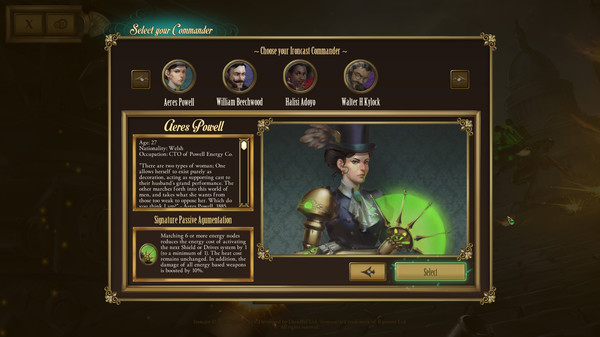 X
Select your Commander
~ Choose your Ironcast Commander ~
Aeres Powell
William Beechwood
Halisi Adoyo
Walter H Kylock
Aeres Powell
Age: 27
Nationality: Welsh
Occupation: CTO of Powell Energy Co.
"There are two types of woman: One
allows herself to exist purely as
decoration, acting as supporting cast to
their husband's grand performance. The
other marches forth into this world of
men, and takes what she wants from
those too weak to oppose her. Which do
you think I am?" - Aeres Powell, 1885
Signature Passive Agumentation
Matching 6 or more energy nodes
reduces the energy cost of activating
the next Shield or Drives system by 1
(to a minimum of 1). The heat cost
remains unchanged. In addition, the
damage of all energy based weapons
is boosted by 10%.
Select